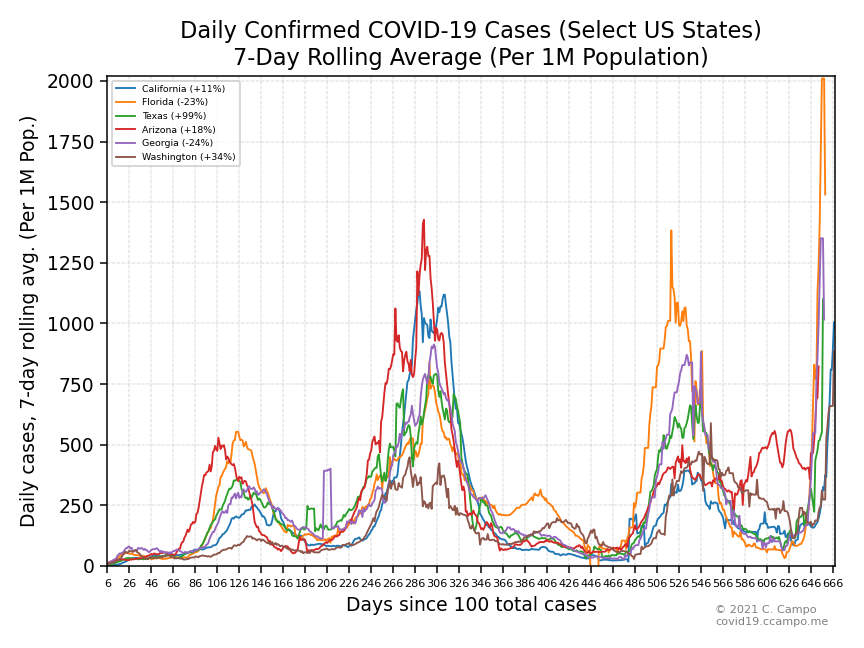 Daily Confirmed COVID-19 Cases (Select US States)
7-Day Rolling Average (Per 1M Population)
Daily cases, 7-day rolling avg. (Per 1M Pop.)
2000
1750
1500
1250
1000
750
500
250
0
California (+11%)
Florida (-23%)
Texas (+99%)
Arizona (+18%)
Georgia (-24%)
Washington (+34%)
6 26 46 66 86 106 126 146 166 186 206 226 246 266 286 306 326 346 366 386 406 426 446 466 486 506 526 546 566 586 606 626 646 666
Days since 100 total cases
© 2021 C. Campo
covid19.ccampo.me